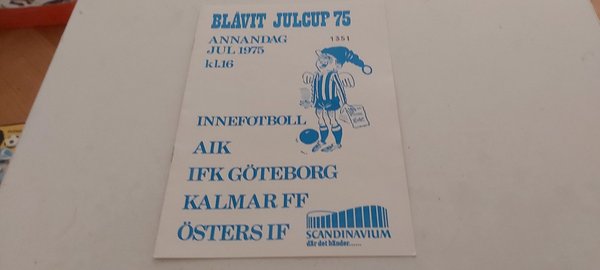 BLÅVIT JULCUP 75
ANNANDAG
JUL 1975
kl.16
1351
INNEFOTBOLL
AIK
IFK GÖTEBORG
KALMAR FF
ÖSTERS IF
SCANDINAVIUM
där det händer......